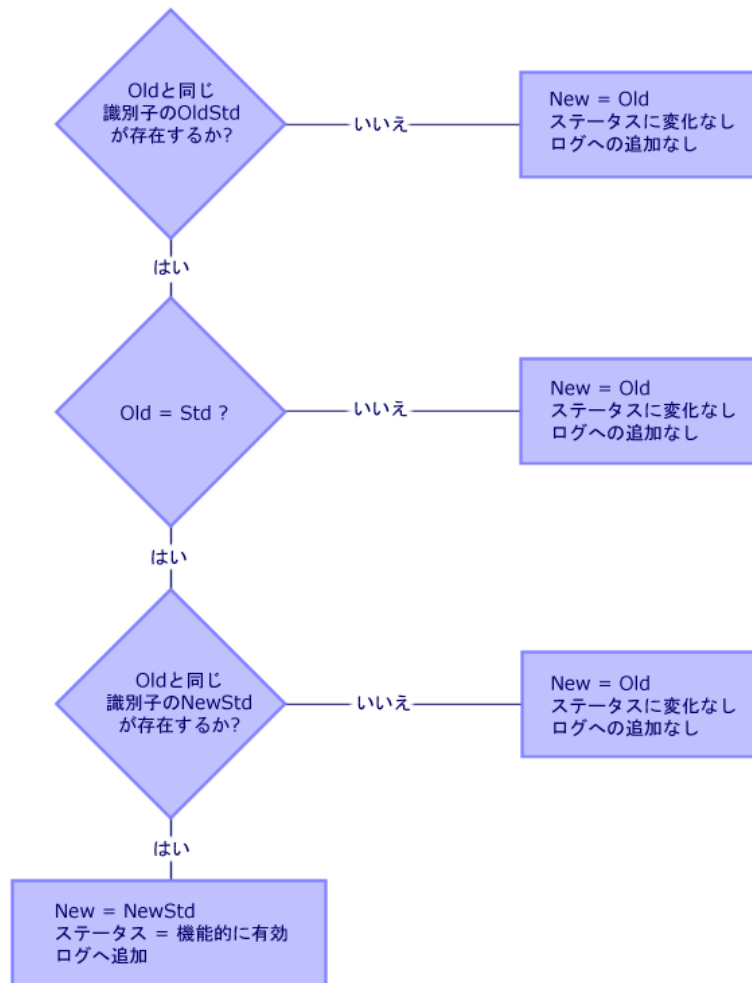 Oldと同じ
識別子のOldStd
が存在するか?
いいえ
New = Old
ステータスに変化なし
ログへの追加なし
はい
Old = Std ?
いいえ
New = Old
ステータスに変化なし
ログへの追加なし
はい
Oldと同じ
識別子のNewStd
が存在するか?
いいえ
New = Old
ステータスに変化なし
ログへの追加なし
はい
New = NewStd
ステータス = 機能的に有効
ログへ追加